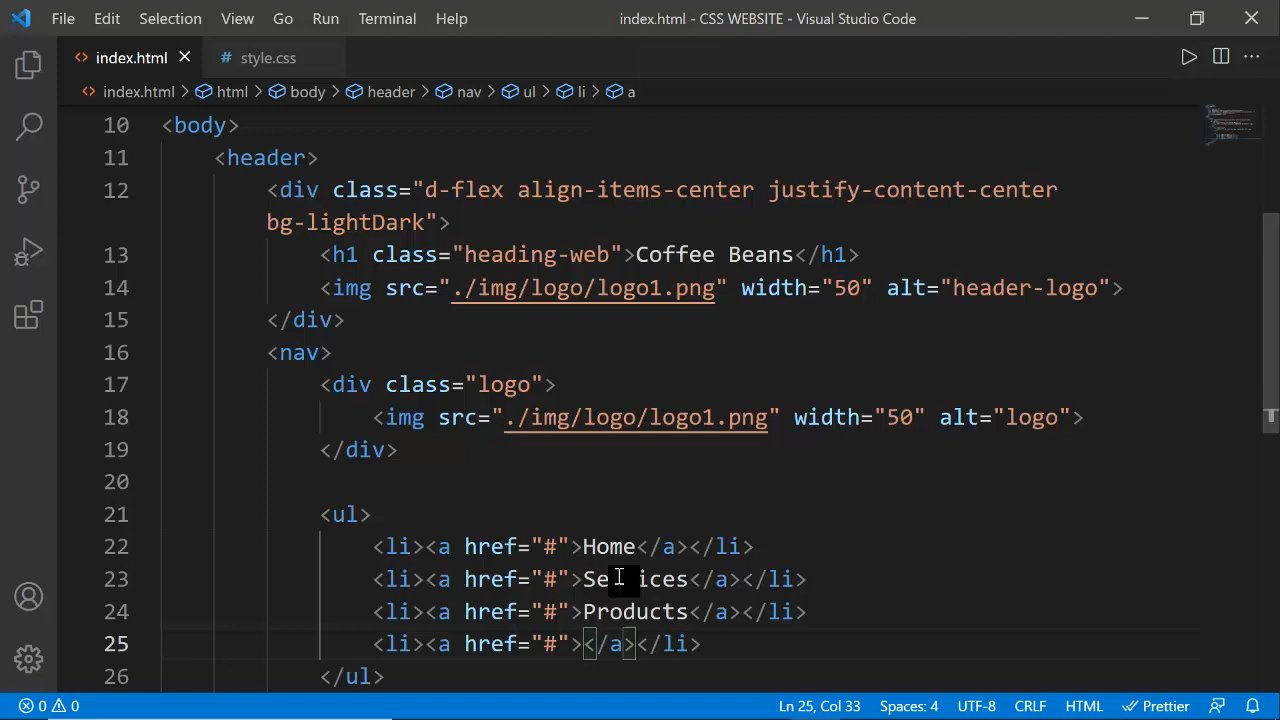 File Edit Selection View Go Run Terminal Help index.html - CSS WEBSITE - Visual Studio Code
index.html style.css
index.html html body header nav ul li a
10 <body>
11 <header>
12 <div class="d-flex align-items-center justify-content-center
bg-lightDark">
13 <h1 class="heading-web">Coffee Beans</h1>
14 <img src="./img/logo/logo1.png" width="50" alt="header-logo">
15 </div>
16 <nav>
17 <div class="logo">
18 <img src="./img/logo/logo1.png" width="50" alt="logo">
19 </div>
20
21 <ul>
22 <li><a href="#">Home</a></li>
23 <li><a href="#">Services</a></li>
24 <li><a href="#">Products</a></li>
25 <li><a href="#"></a></li>
26 </ul>
0 0 Ln 25, Col 33 Spaces: 4 UTF-8 CRLF HTML Prettier